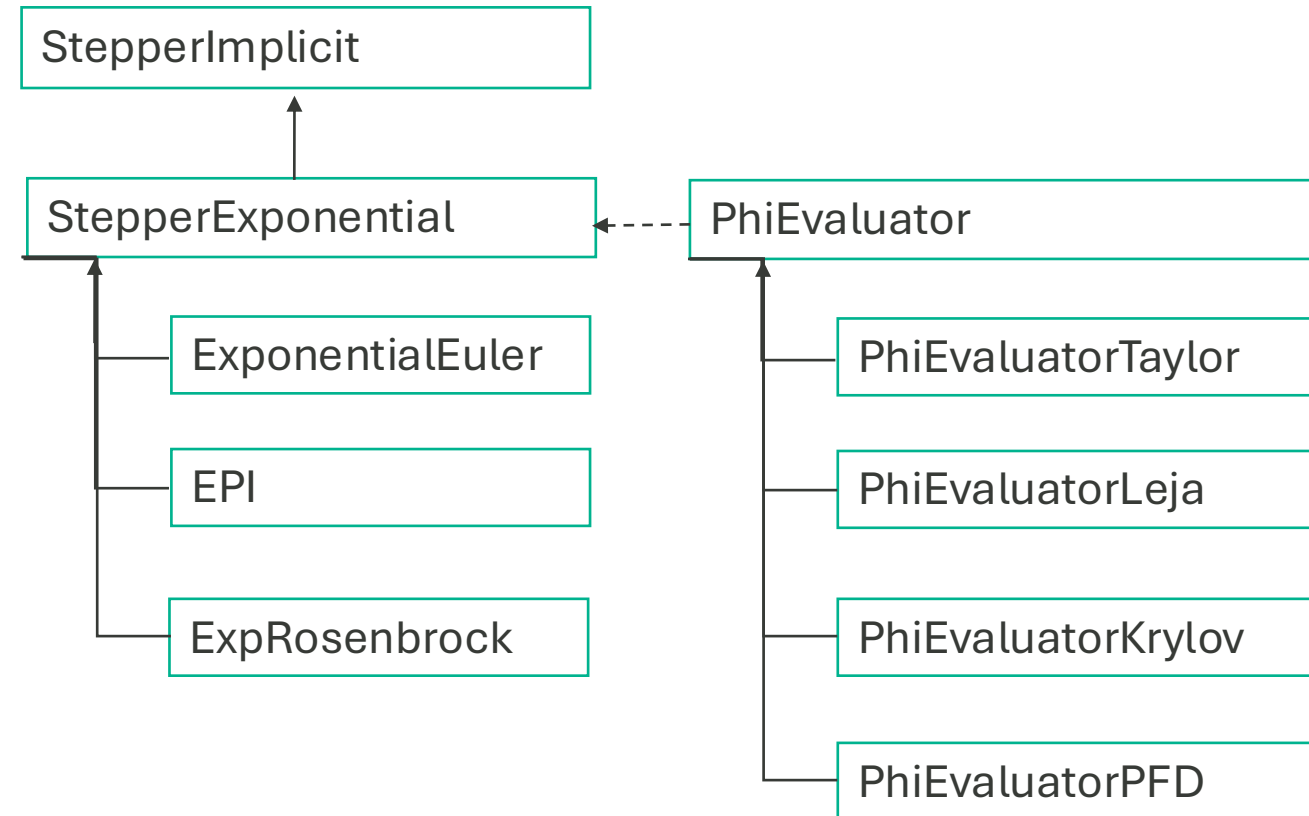 StepperImplicit
StepperExponential
PhiEvaluator
ExponentialEuler
EPI
ExpRosenbrock
PhiEvaluatorTaylor
PhiEvaluatorLeja
PhiEvaluatorKrylov
PhiEvaluatorPFD